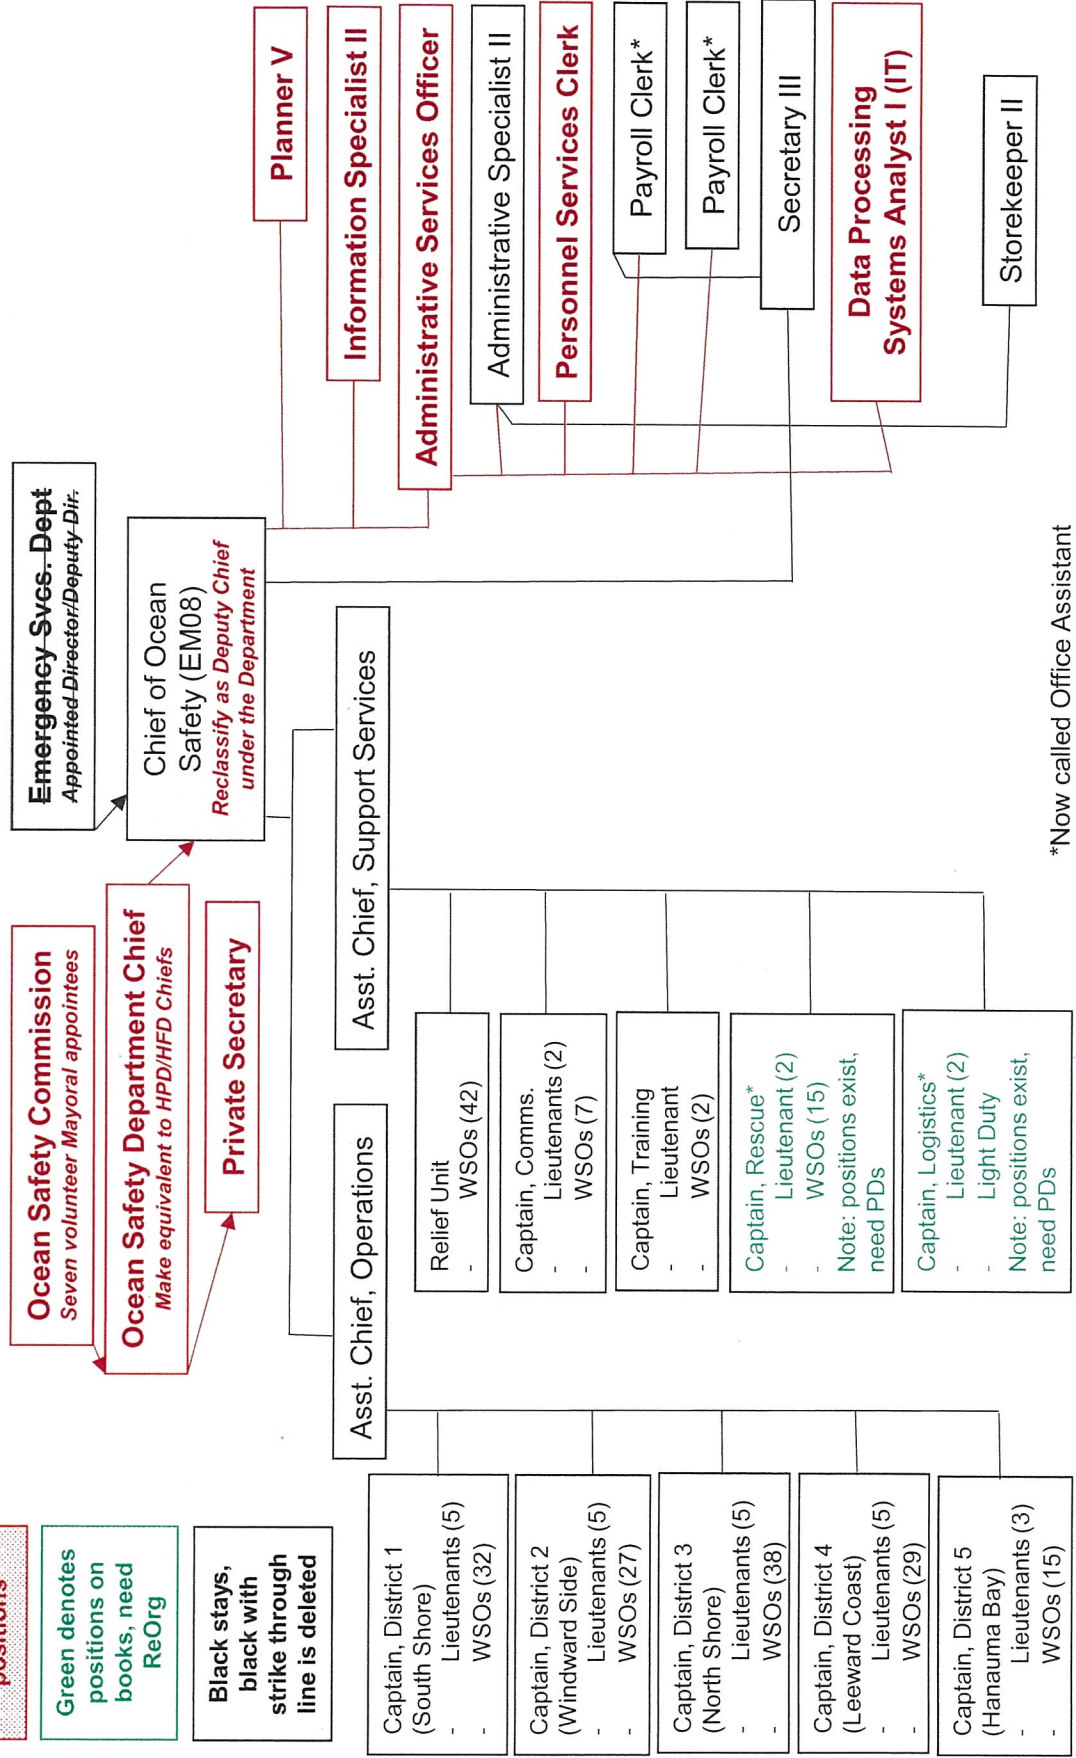 positions
Green denotes
positions on
books, need
ReOrg
Black stays,
black with
strike through
line is deleted
Ocean Safety Commission
Seven volunteer Mayoral appointees
Ocean Safety Department Chief
Make equivalent to HPD/HFD Chiefs
Private Secretary
Emergency Svcs. Dept
Appointed Director/Deputy Dir.
Chief of Ocean
Safety (EM08)
Reclassify as Deputy Chief
under the Department
Planner V
Information Specialist II
Administrative Services Officer
Administrative Specialist II
Personnel Services Clerk
Payroll Clerk*
Payroll Clerk*
Secretary III
Data Processing
Systems Analyst I (IT)
Storekeeper II
Asst. Chief, Operations
Asst. Chief, Support Services
Captain, District 1
(South Shore)
- Lieutenants (5)
- WSOs (32)
Captain, District 2
(Windward Side)
- Lieutenants (5)
- WSOs (27)
Captain, District 3
(North Shore)
- Lieutenants (5)
- WSOs (38)
Captain, District 4
(Leeward Coast)
- Lieutenants (5)
- WSOs (29)
Captain, District 5
(Hanauma Bay)
- Lieutenants (3)
- WSOs (15)
Relief Unit
- WSOs (42)
Captain, Comms.
- Lieutenants (2)
- WSOs (7)
Captain, Training
- Lieutenant
- WSOs (2)
Captain, Rescue*
- Lieutenant (2)
- WSOs (15)
Note: positions exist,
need PDs
Captain, Logistics*
- Lieutenant (2)
- Light Duty
Note: positions exist,
need PDs
*Now called Office Assistant